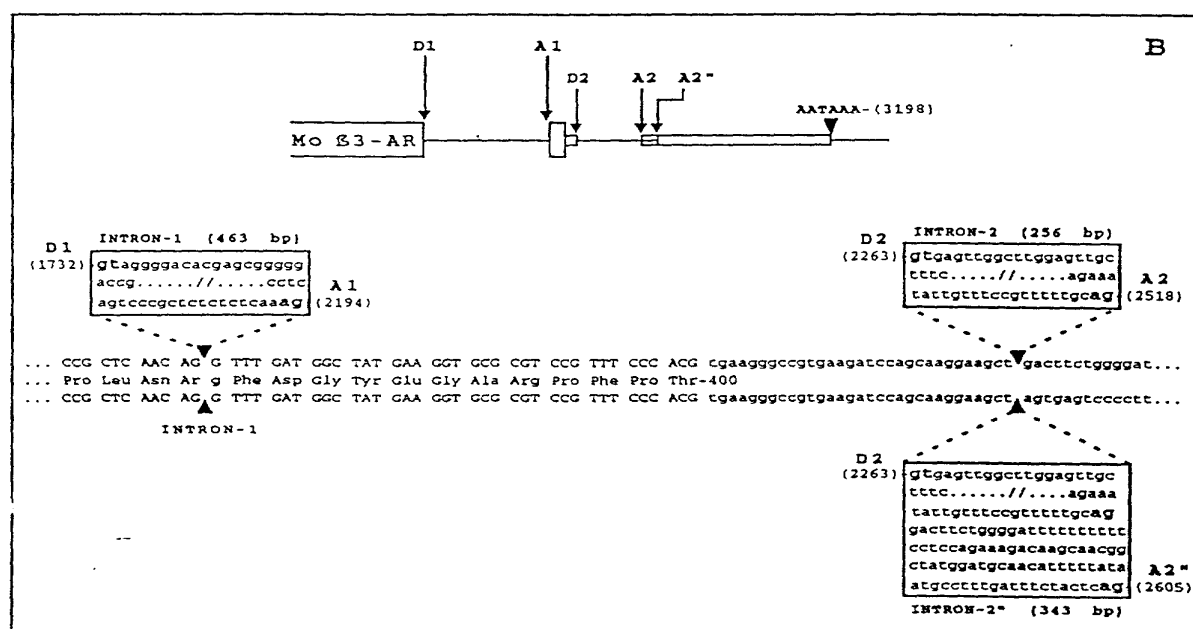 B
D1 A1 D2 A2 A2"
AATAAA-(3198)
Mo ß3-AR
INTRON-1 (463 bp)
D1
(1732)
gtaggggacacgagcggggg
accg......//.....cctc
agtcccgctctctctcaaag
A1
(2194)
INTRON-2 (256 bp)
D2
(2263)
gtgagttggcttggagttgc
tttc......//....agaaa
tattgtttccgtttttgcag
A2
(2518)
... CCG CTC AAC AG G TTT GAT GGC TAT GAA GGT GCG CGT CCG TTT CCC ACG tgaagggccgtgaagatccagcaaggaagct gacttctggggat...
... Pro Leu Asn Ar g Phe Asp Gly Tyr Glu Gly Ala Arg Pro Phe Pro Thr-400
... CCG CTC AAC AG G TTT GAT GGC TAT GAA GGT GCG CGT CCG TTT CCC ACG tgaagggccgtgaagatccagcaaggaagct agtgagtcccctt...
INTRON-1
D2
(2263)
gtgagttggcttggagttgc
tttc......//....agaaa
tattgtttccgtttttgcag
gacttctggggatttttttttt
cctccagaaagacaagcaacgg
ctatggatgcaacatttttata
atgcctttgatttctactcag
A2"
(2605)
INTRON-2" (343 bp)